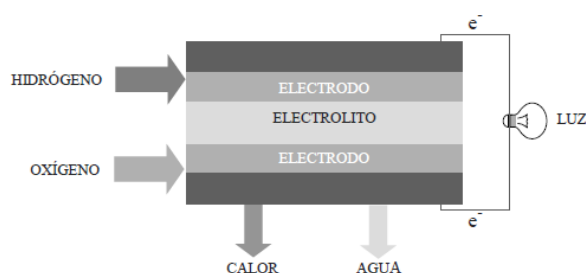 e-
HIDRÓGENO
ELECTRODO
ELECTROLITO
LUZ
ELECTRODO
OXÍGENO
e-
CALOR
AGUA